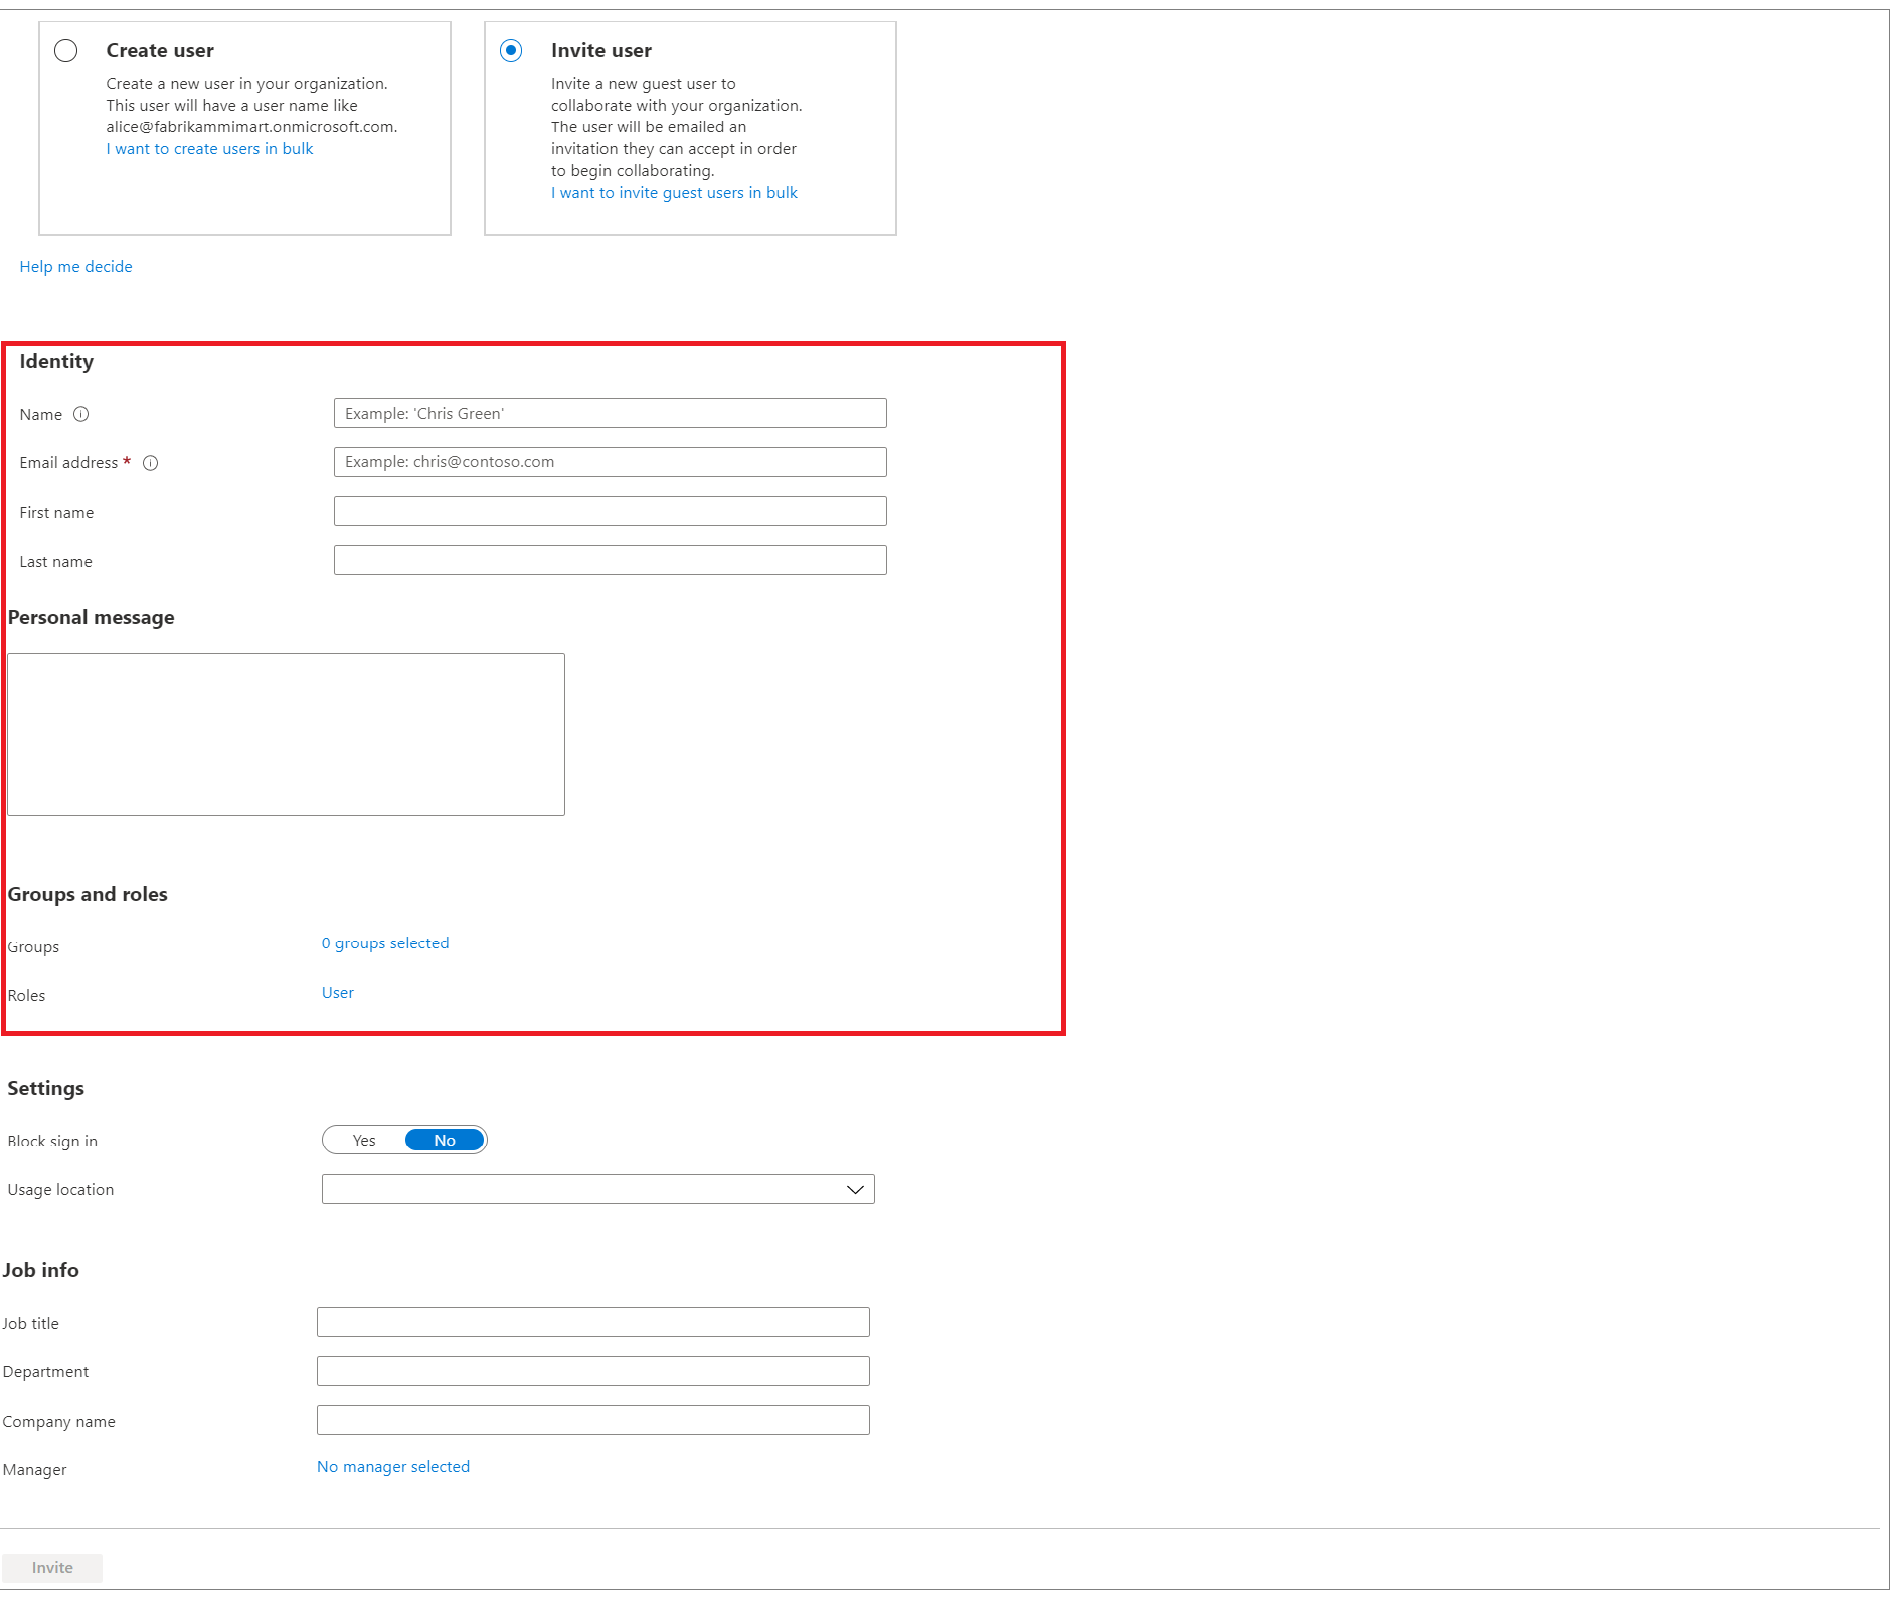 Create user
Create a new user in your organization.
This user will have a user name like
alice@fabrikammimart.onmicrosoft.com.
I want to create users in bulk
Invite user
Invite a new guest user to
collaborate with your organization.
The user will be emailed an
invitation they can accept in order
to begin collaborating.
I want to invite guest users in bulk
Help me decide
Identity
Name
Example: 'Chris Green'
Email address *
Example: chris@contoso.com
First name
Last name
Personal message
Groups and roles
Groups
0 groups selected
Roles
User
Settings
Block sign in
Yes No
Usage location
Job info
Job title
Department
Company name
Manager
No manager selected
Invite